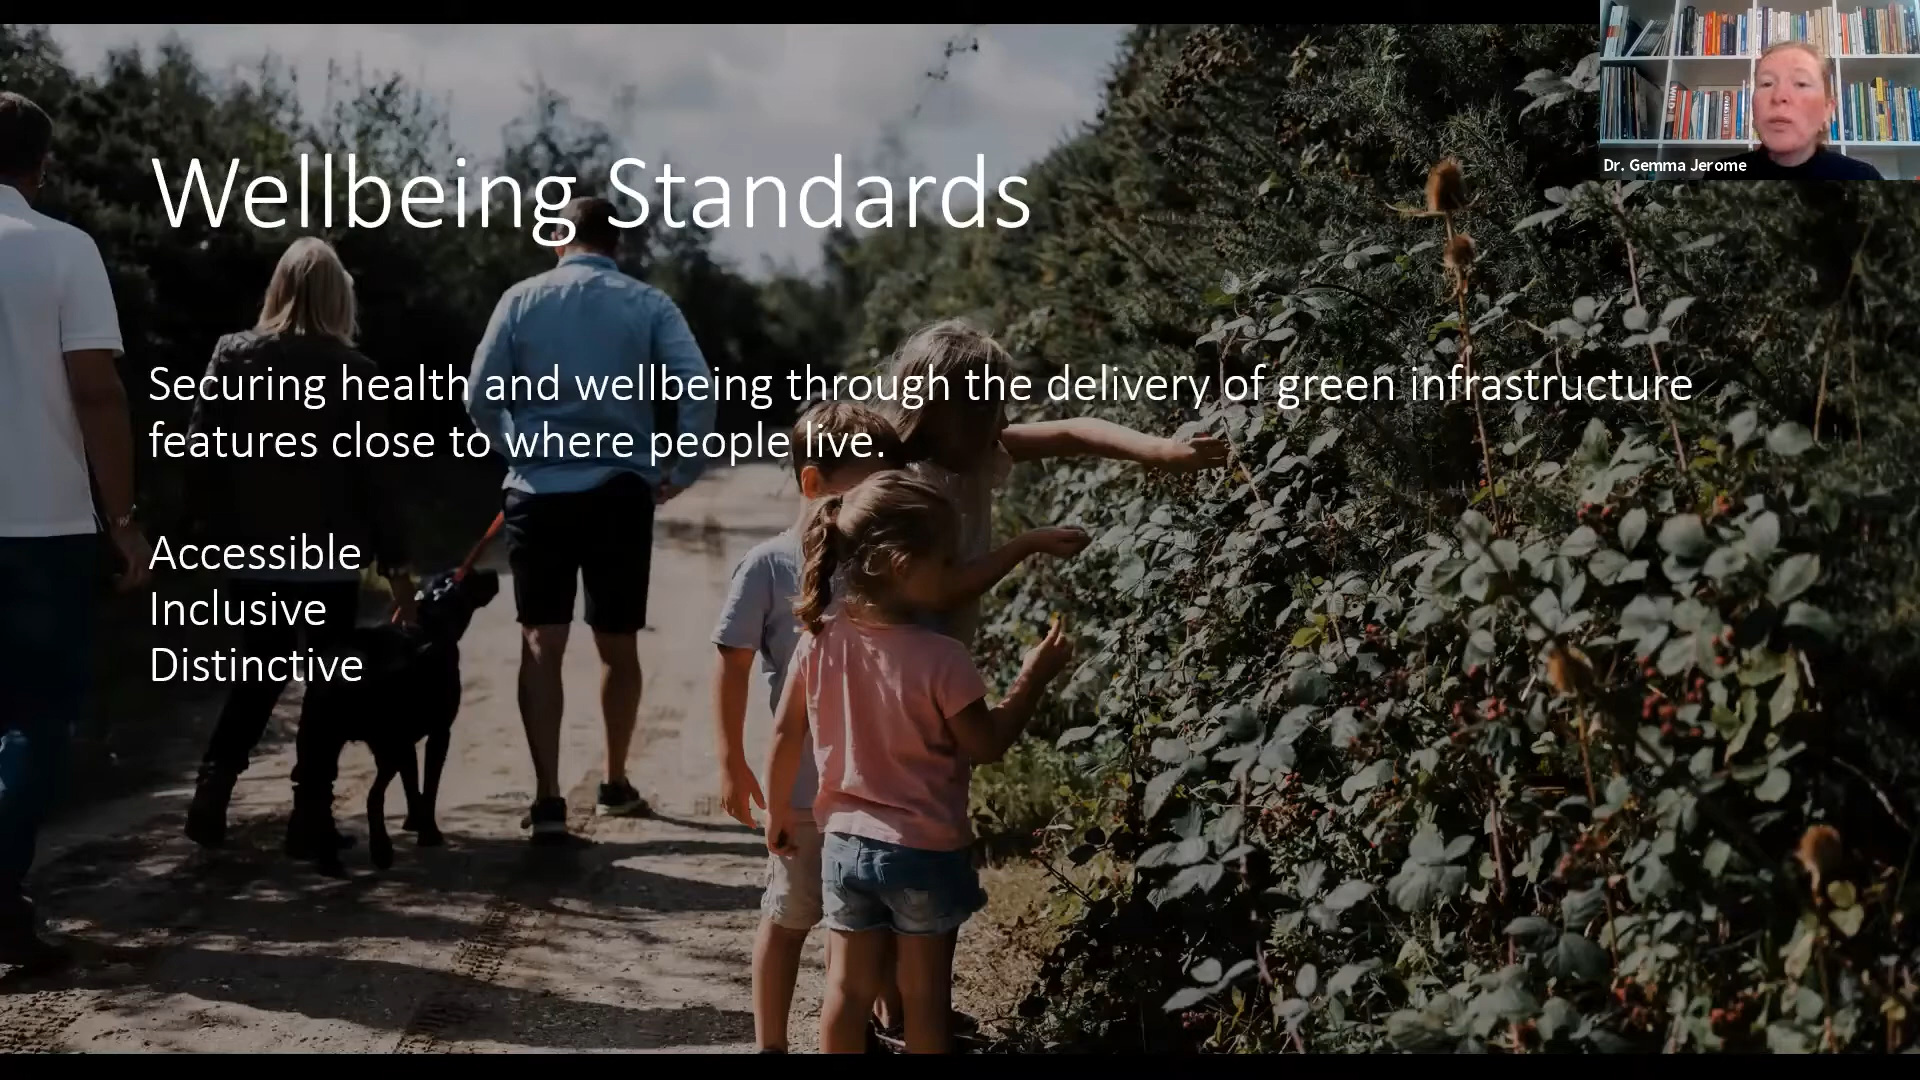 Wellbeing Standards
Securing health and wellbeing through the delivery of green infrastructure
features close to where people live.
Accessible
Inclusive
Distinctive
WILD
Dr. Gemma Jerome